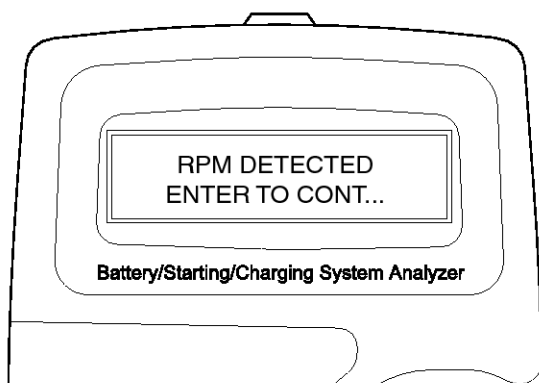 RPM DETECTED
ENTER TO CONT...
Battery/Starting/Charging System Analyzer